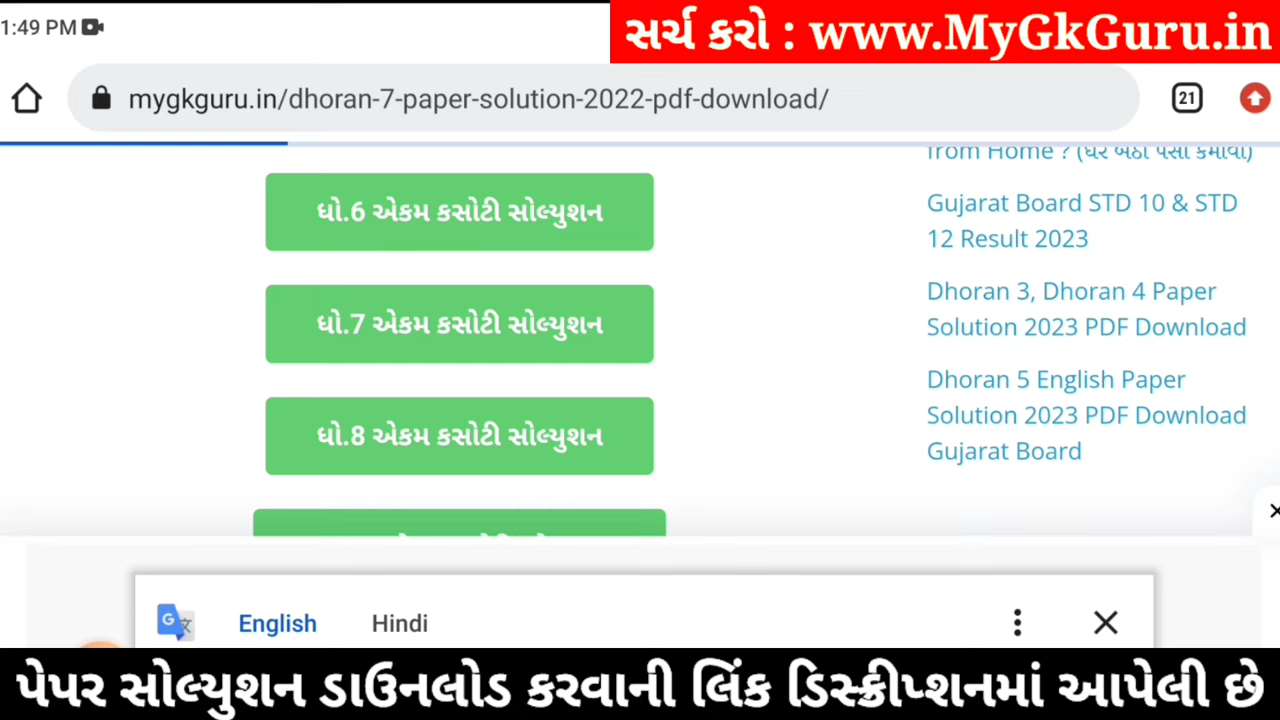 1:49 PM
સર્ચ કરો : www.MyGkGuru.in
mygkguru.in/dhoran-7-paper-solution-2022-pdf-download/
21
from Home ? (ઘરે બેઠા પૈસા કમાવો)
ધો.6 એકમ કસોટી સોલ્યુશન
ધો.7 એકમ કસોટી સોલ્યુશન
ધો.8 એકમ કસોટી સોલ્યુશન
Gujarat Board STD 10 & STD
12 Result 2023
Dhoran 3, Dhoran 4 Paper
Solution 2023 PDF Download
Dhoran 5 English Paper
Solution 2023 PDF Download
Gujarat Board
English Hindi
પેપર સોલ્યુશન ડાઉનલોડ કરવાની લિંક ડિસ્ક્રીપ્શનમાં આપેલી છે